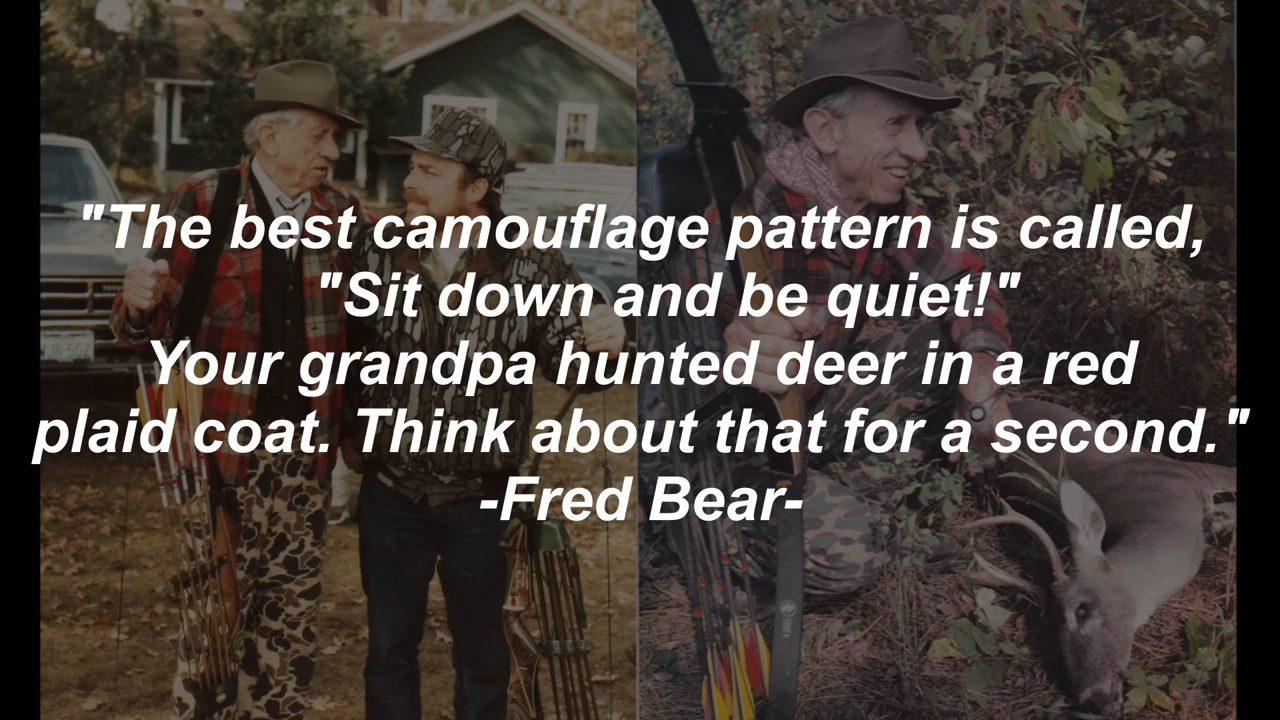 "The best camouflage pattern is called,
"Sit down and be quiet!"
Your grandpa hunted deer in a red
plaid coat. Think about that for a second."
-Fred Bear-